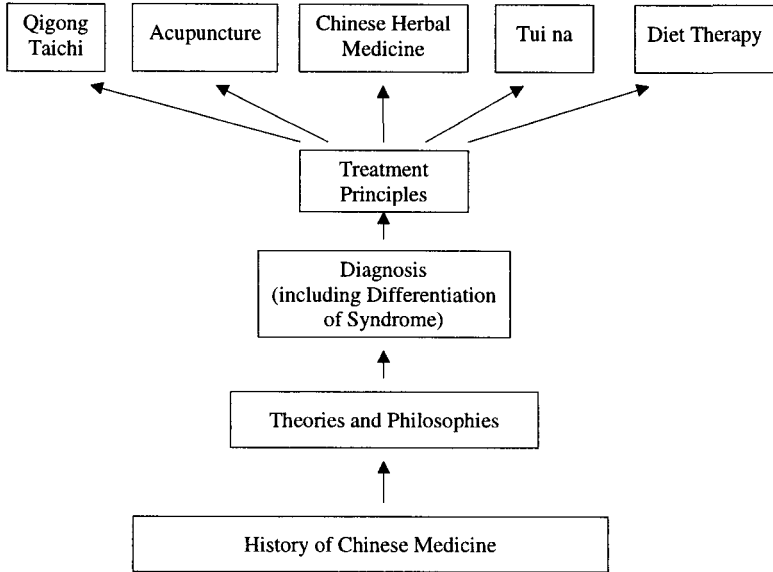 Qigong
Taichi
Acupuncture
Chinese Herbal
Medicine
Tui na
Diet Therapy
Treatment
Principles
Diagnosis
(including Differentiation
of Syndrome)
Theories and Philosophies
History of Chinese Medicine